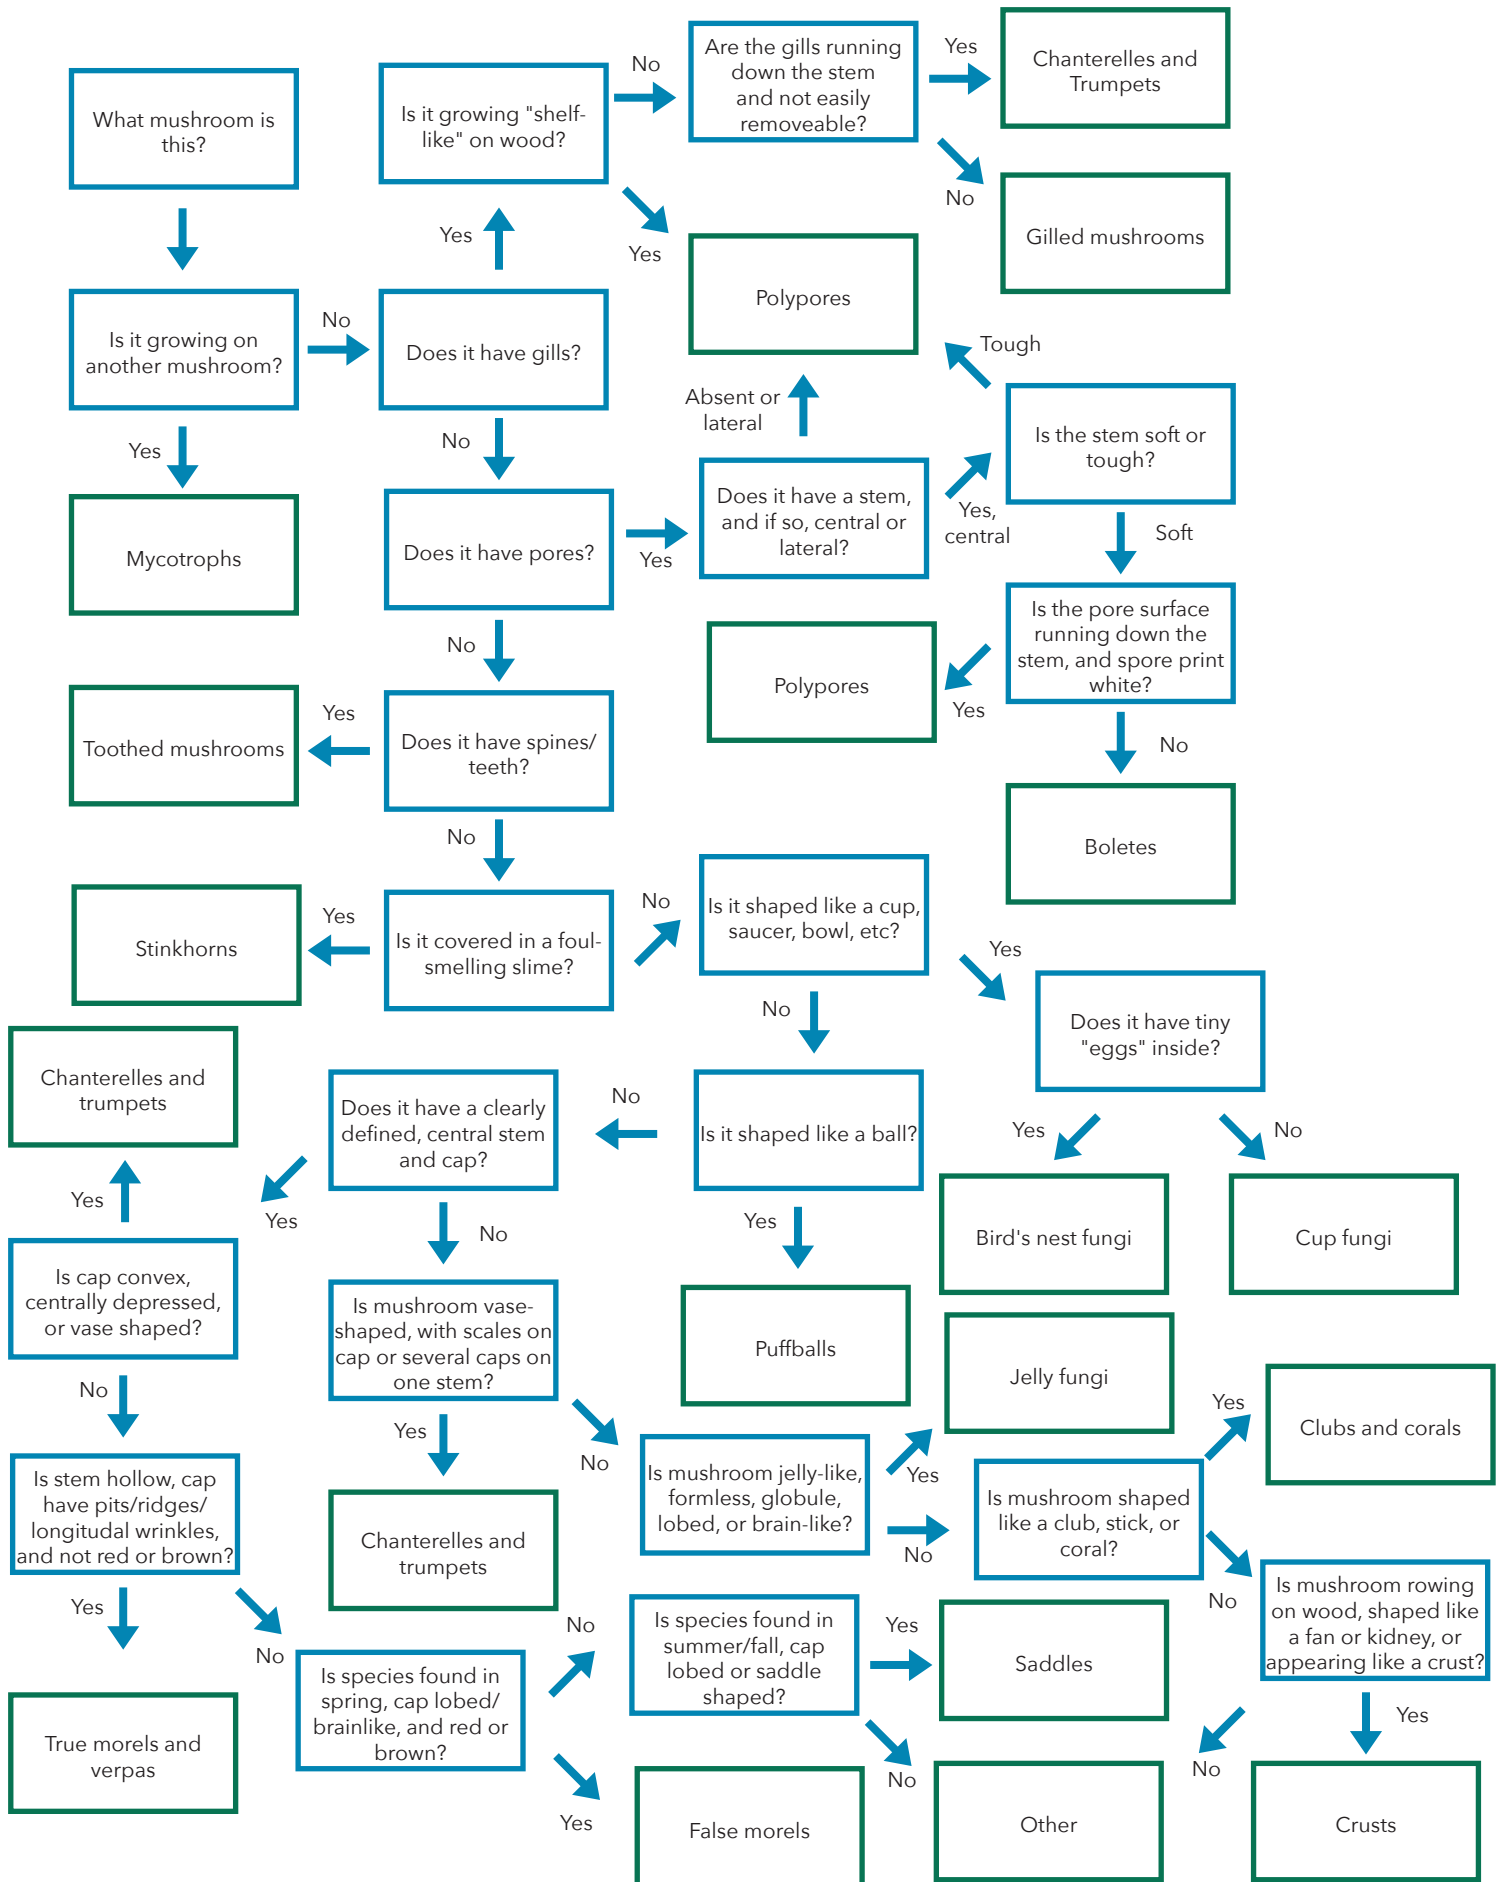 What mushroom is
this?
Is it growing "shelf-
like" on wood?
No
Are the gills running
down the stem
and not easily
removeable?
Yes
Chanterelles and
Trumpets
No
Gilled mushrooms
Yes
Yes
Polypores
Is it growing on
another mushroom?
No
Does it have gills?
Tough
Absent or
lateral
Yes
Mycotrophs
No
Does it have pores?
Yes
Does it have a stem,
and if so, central or
lateral?
Yes,
central
Is the stem soft or
tough?
Soft
Is the pore surface
running down the
stem, and spore print
white?
Yes
Polypores
No
Boletes
No
Does it have spines/
teeth?
Yes
Toothed mushrooms
No
Is it covered in a foul-
smelling slime?
Yes
Stinkhorns
No
Is it shaped like a cup,
saucer, bowl, etc?
Yes
Does it have tiny
"eggs" inside?
Yes
Bird's nest fungi
No
Cup fungi
No
Is it shaped like a ball?
Yes
Puffballs
No
Does it have a clearly
defined, central stem
and cap?
Yes
Is cap convex,
centrally depressed,
or vase shaped?
Yes
Chanterelles and
trumpets
No
Is stem hollow, cap
have pits/ridges/
longitudal wrinkles,
and not red or brown?
Yes
True morels and
verpas
No
Is species found in
spring, cap lobed/
brainlike, and red or
brown?
Yes
False morels
No
Is species found in
summer/fall, cap
lobed or saddle
shaped?
Yes
Saddles
No
Other
No
Is mushroom vase-
shaped, with scales on
cap or several caps on
one stem?
Yes
Chanterelles and
trumpets
No
Is mushroom jelly-like,
formless, globule,
lobed, or brain-like?
Yes
Jelly fungi
No
Is mushroom shaped
like a club, stick, or
coral?
Yes
Clubs and corals
No
Is mushroom rowing
on wood, shaped like
a fan or kidney, or
appearing like a crust?
Yes
Crusts
No